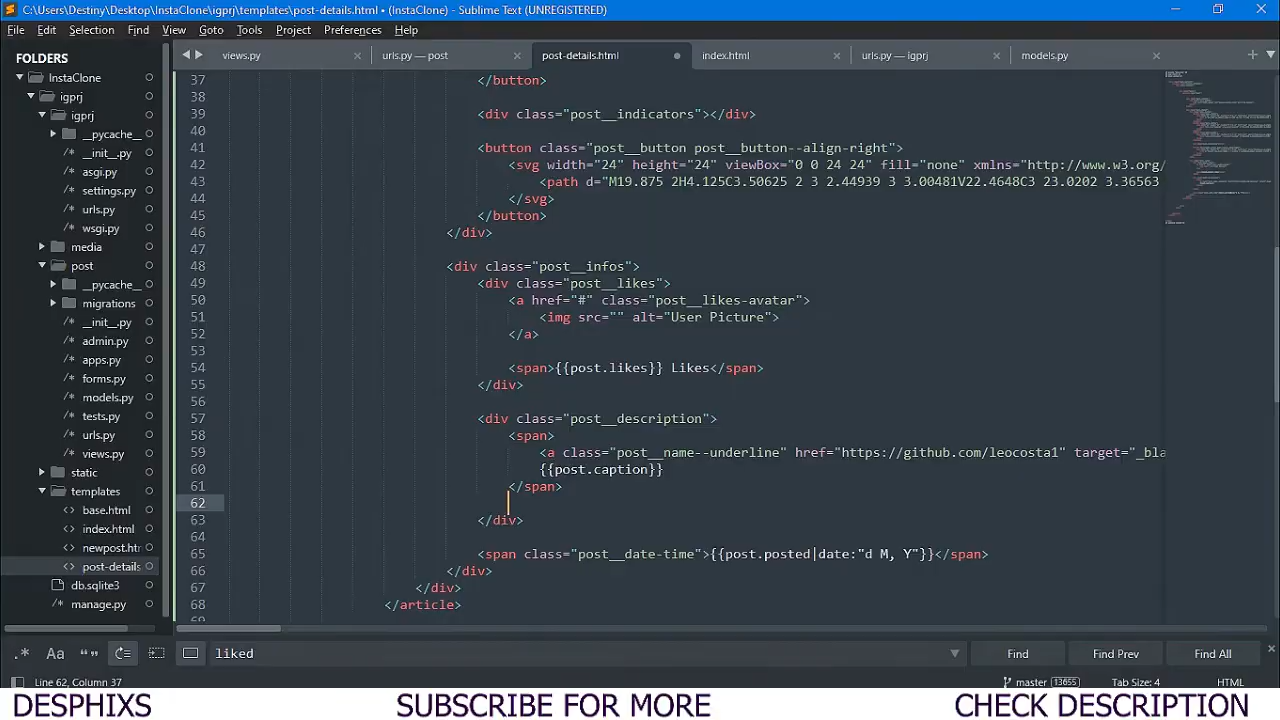 C:\Users\Destiny\Desktop\InstaClone\igprj\templates\post-details.html • (InstaClone) - Sublime Text (UNREGISTERED)
File Edit Selection Find View Goto Tools Project Preferences Help
FOLDERS
InstaClone
igprj
igprj
__pycache__
/* __init__.py
/* asgi.py
/* settings.py
/* urls.py
/* wsgi.py
media
post
__pycache__
migrations
/* __init__.py
/* admin.py
/* apps.py
/* forms.py
/* models.py
/* tests.py
/* urls.py
/* views.py
static
templates
<> base.html
<> index.html
<> newpost.ht
<> post-details
db.sqlite3
/* manage.py
views.py urls.py — post post-details.html index.html urls.py — igprj models.py
37 </button>
38
39 <div class="post__indicators"></div>
40
41 <button class="post__button post__button--align-right">
42 <svg width="24" height="24" viewBox="0 0 24 24" fill="none" xmlns="http://www.w3.org/
43 <path d="M19.875 2H4.125C3.50625 2 3 2.44939 3 3.00481V22.4648C3 23.0202 3.36563
44 </svg>
45 </button>
46 </div>
47
48 <div class="post__infos">
49 <div class="post__likes">
50 <a href="#" class="post__likes-avatar">
51 <img src="" alt="User Picture">
52 </a>
53
54 <span>{{post.likes}} Likes</span>
55 </div>
56
57 <div class="post__description">
58 <span>
59 <a class="post__name--underline" href="https://github.com/leocosta1" target="_bla
60 {{post.caption}}
61 </span>
62
63 </div>
64
65 <span class="post__date-time">{{post.posted|date:"d M, Y"}}</span>
66 </div>
67 </div>
68 </article>
69
.* Aa “” liked Find Find Prev Find All
Line 62, Column 37 master 13655 Tab Size: 4 HTML
DESPHIXS SUBSCRIBE FOR MORE CHECK DESCRIPTION